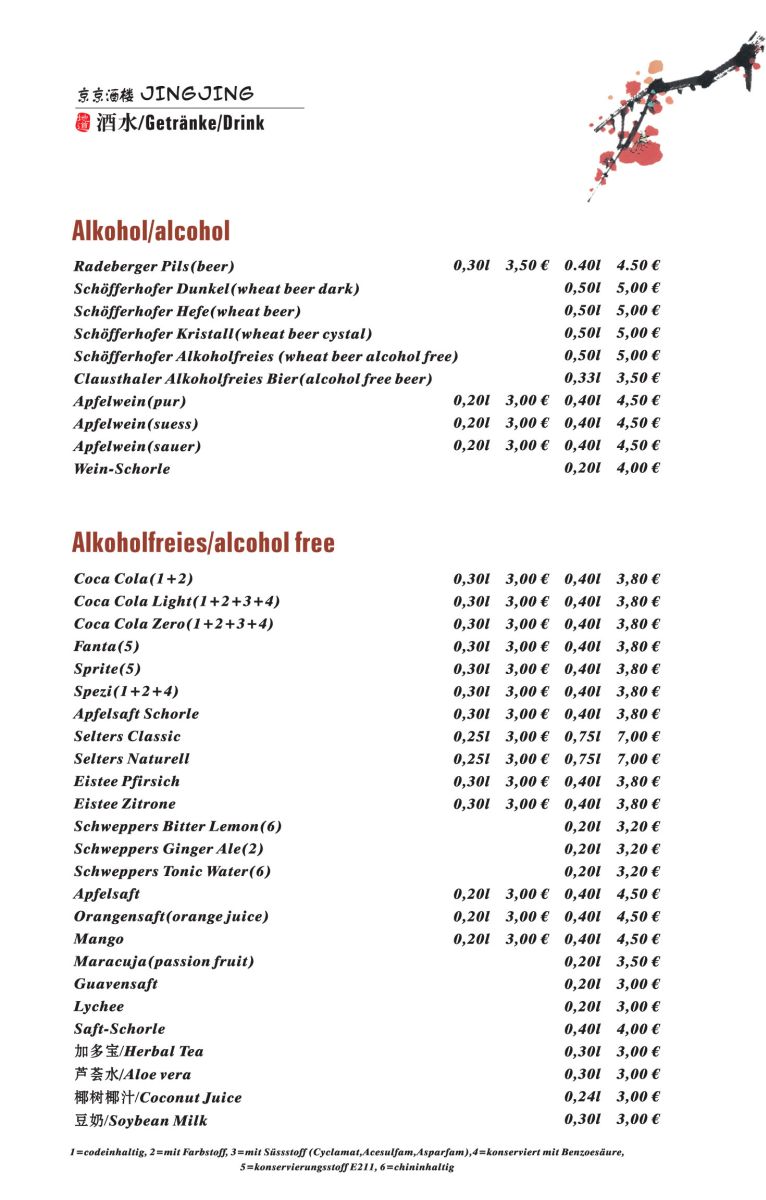 京京酒楼 JINGJING
地道 酒水/Getränke/Drink
Alkohol/alcohol
Radeberger Pils(beer) 0,30l 3,50 € 0.40l 4.50 €
Schöfferhofer Dunkel(wheat beer dark) 0,50l 5,00 €
Schöfferhofer Hefe(wheat beer) 0,50l 5,00 €
Schöfferhofer Kristall(wheat beer cystal) 0,50l 5,00 €
Schöfferhofer Alkoholfreies (wheat beer alcohol free) 0,50l 5,00 €
Clausthaler Alkoholfreies Bier(alcohol free beer) 0,33l 3,50 €
Apfelwein(pur) 0,20l 3,00 € 0,40l 4,50 €
Apfelwein(suess) 0,20l 3,00 € 0,40l 4,50 €
Apfelwein(sauer) 0,20l 3,00 € 0,40l 4,50 €
Wein-Schorle 0,20l 4,00 €
Alkoholfreies/alcohol free
Coca Cola(1+2) 0,30l 3,00 € 0,40l 3,80 €
Coca Cola Light(1+2+3+4) 0,30l 3,00 € 0,40l 3,80 €
Coca Cola Zero(1+2+3+4) 0,30l 3,00 € 0,40l 3,80 €
Fanta(5) 0,30l 3,00 € 0,40l 3,80 €
Sprite(5) 0,30l 3,00 € 0,40l 3,80 €
Spezi(1+2+4) 0,30l 3,00 € 0,40l 3,80 €
Apfelsaft Schorle 0,30l 3,00 € 0,40l 3,80 €
Selters Classic 0,25l 3,00 € 0,75l 7,00 €
Selters Naturell 0,25l 3,00 € 0,75l 7,00 €
Eistee Pfirsich 0,30l 3,00 € 0,40l 3,80 €
Eistee Zitrone 0,30l 3,00 € 0,40l 3,80 €
Schweppers Bitter Lemon(6) 0,20l 3,20 €
Schweppers Ginger Ale(2) 0,20l 3,20 €
Schweppers Tonic Water(6) 0,20l 3,20 €
Apfelsaft 0,20l 3,00 € 0,40l 4,50 €
Orangensaft(orange juice) 0,20l 3,00 € 0,40l 4,50 €
Mango 0,20l 3,00 € 0,40l 4,50 €
Maracuja(passion fruit) 0,20l 3,50 €
Guavensaft 0,20l 3,00 €
Lychee 0,20l 3,00 €
Saft-Schorle 0,40l 4,00 €
加多宝/Herbal Tea 0,30l 3,00 €
芦荟水/Aloe vera 0,30l 3,00 €
椰树椰汁/Coconut Juice 0,24l 3,00 €
豆奶/Soybean Milk 0,30l 3,00 €
1=codeinhaltig, 2=mit Farbstoff, 3=mit Süssstoff (Cyclamat,Acesulfam,Asparfam),4=konserviert mit Benzoesäure,
5=konservierungsstoff E211, 6=chininhaltig